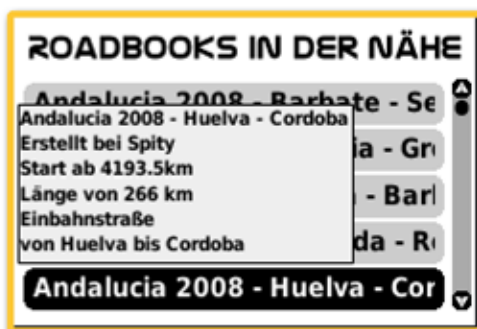 ROADBOOKS IN DER NÄHE
Andalucia 2008 - Barbate - Se
Andalucia 2008 - Huelva - Cordoba
Erstellt bei Spity
Start ab 4193.5km
Länge von 266 km
Einbahnstraße
von Huelva bis Cordoba
ia - Gr
- Barl
da - R
Andalucia 2008 - Huelva - Cor